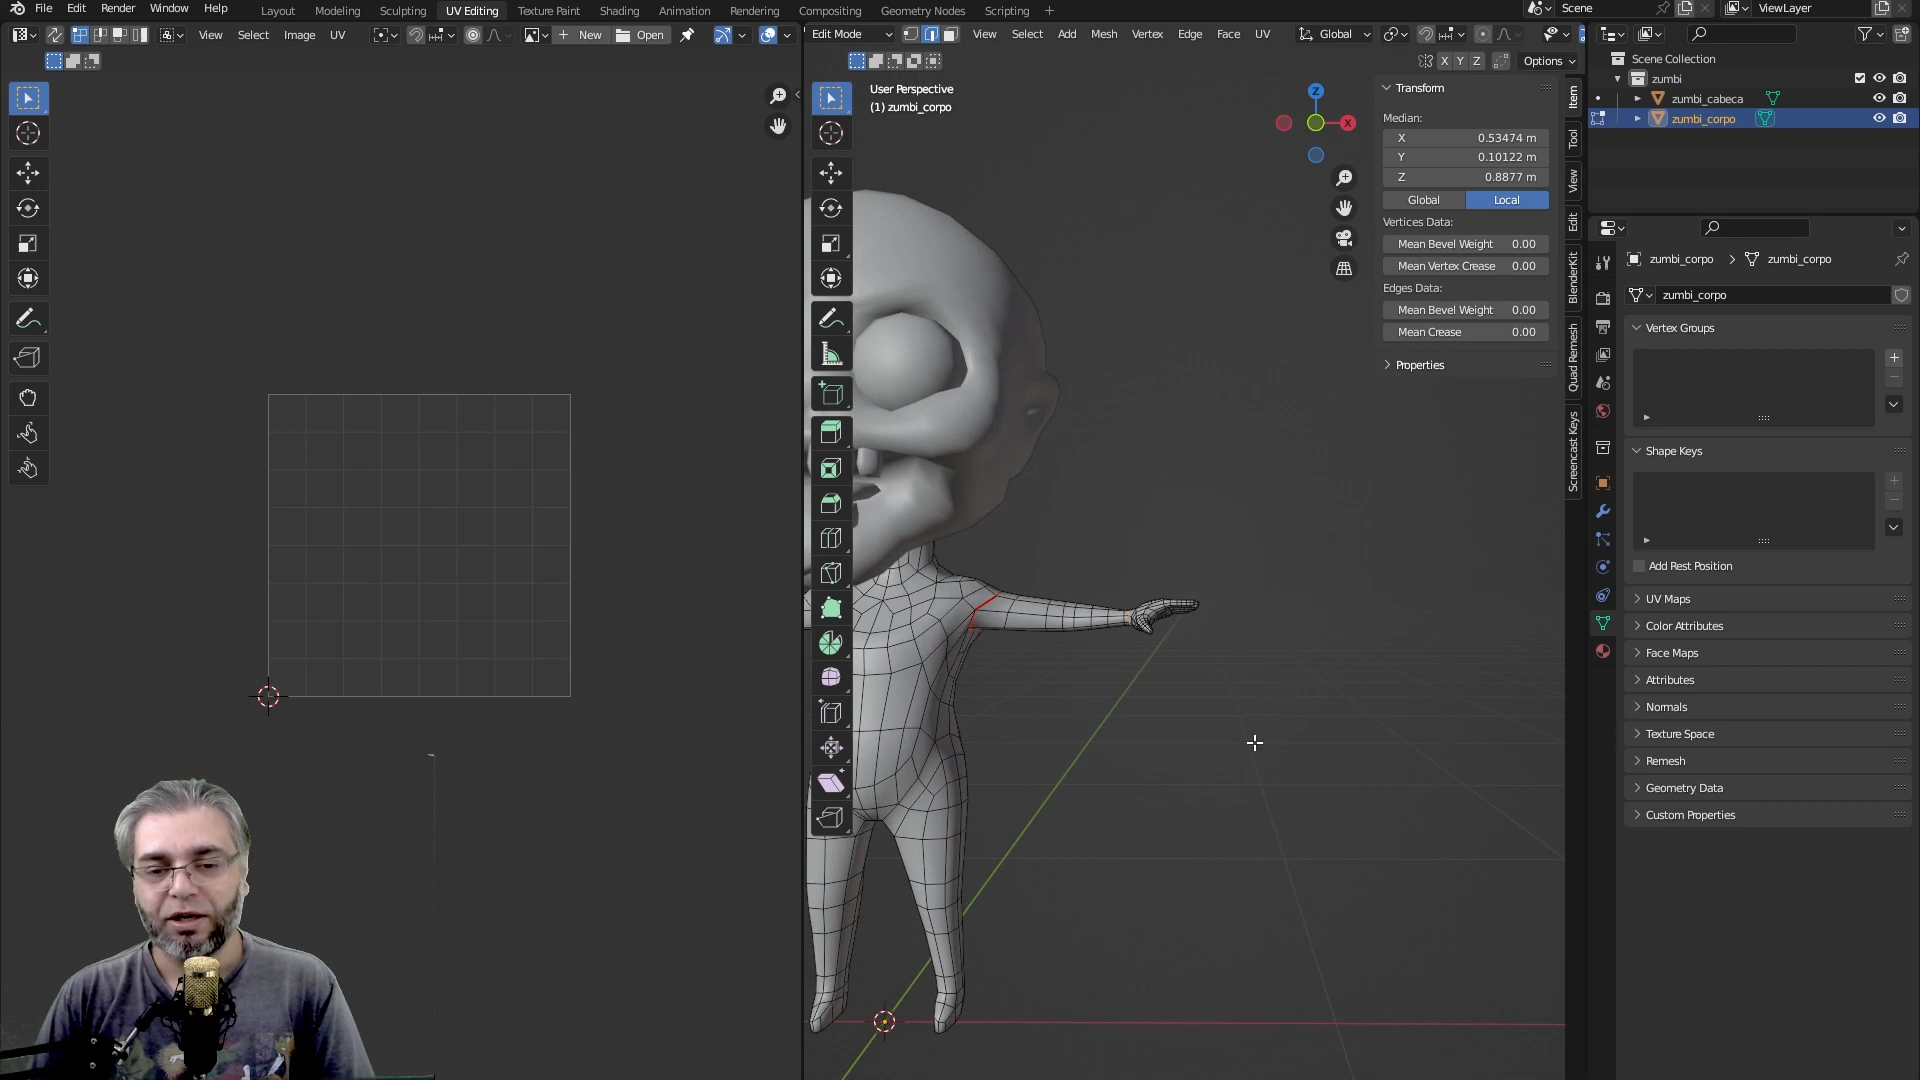 File Edit Render Window Help
Layout Modeling Sculpting UV Editing Texture Paint Shading Animation Rendering Compositing Geometry Nodes Scripting +
Scene ViewLayer
View Select Image UV New Open
Edit Mode View Select Add Mesh Vertex Edge Face UV Global
X Y Z Options
User Perspective
(1) zumbi_corpo
Z
X
Transform
Median:
X 0.53474 m
Y 0.10122 m
Z 0.8877 m
Global Local
Vertices Data:
Mean Bevel Weight 0.00
Mean Vertex Crease 0.00
Edges Data:
Mean Bevel Weight 0.00
Mean Crease 0.00
Properties
Item
Tool
View
Edit
BlenderKit
Quad Remesh
Screencast Keys
Scene Collection
zumbi
zumbi_cabeca
zumbi_corpo
zumbi_corpo > zumbi_corpo
zumbi_corpo
Vertex Groups
Shape Keys
Add Rest Position
UV Maps
Color Attributes
Face Maps
Attributes
Normals
Texture Space
Remesh
Geometry Data
Custom Properties